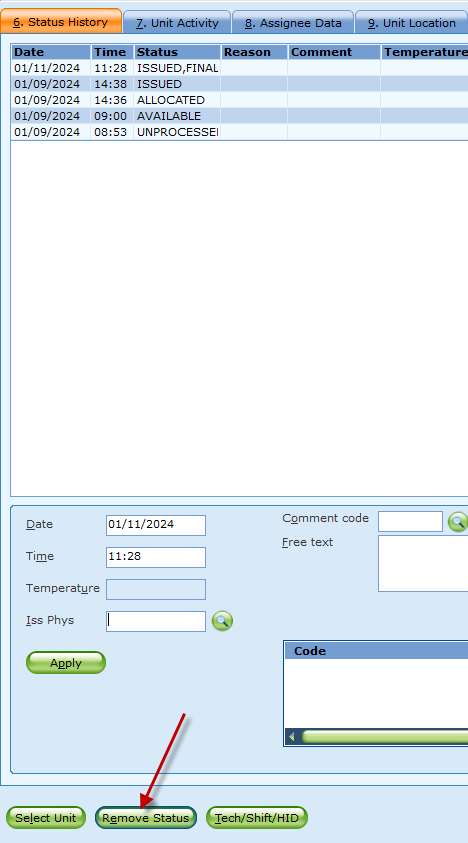 6. Status History 7. Unit Activity 8. Assignee Data 9. Unit Location
Date Time Status Reason Comment Temperature
01/11/2024 11:28 ISSUED,FINAL
01/09/2024 14:38 ISSUED
01/09/2024 14:36 ALLOCATED
01/09/2024 09:00 AVAILABLE
01/09/2024 08:53 UNPROCESSE
Date 01/11/2024 Comment code
Time 11:28 Free text
Temperature
Iss Phys
Apply Code
Select Unit Remove Status Tech/Shift/HID